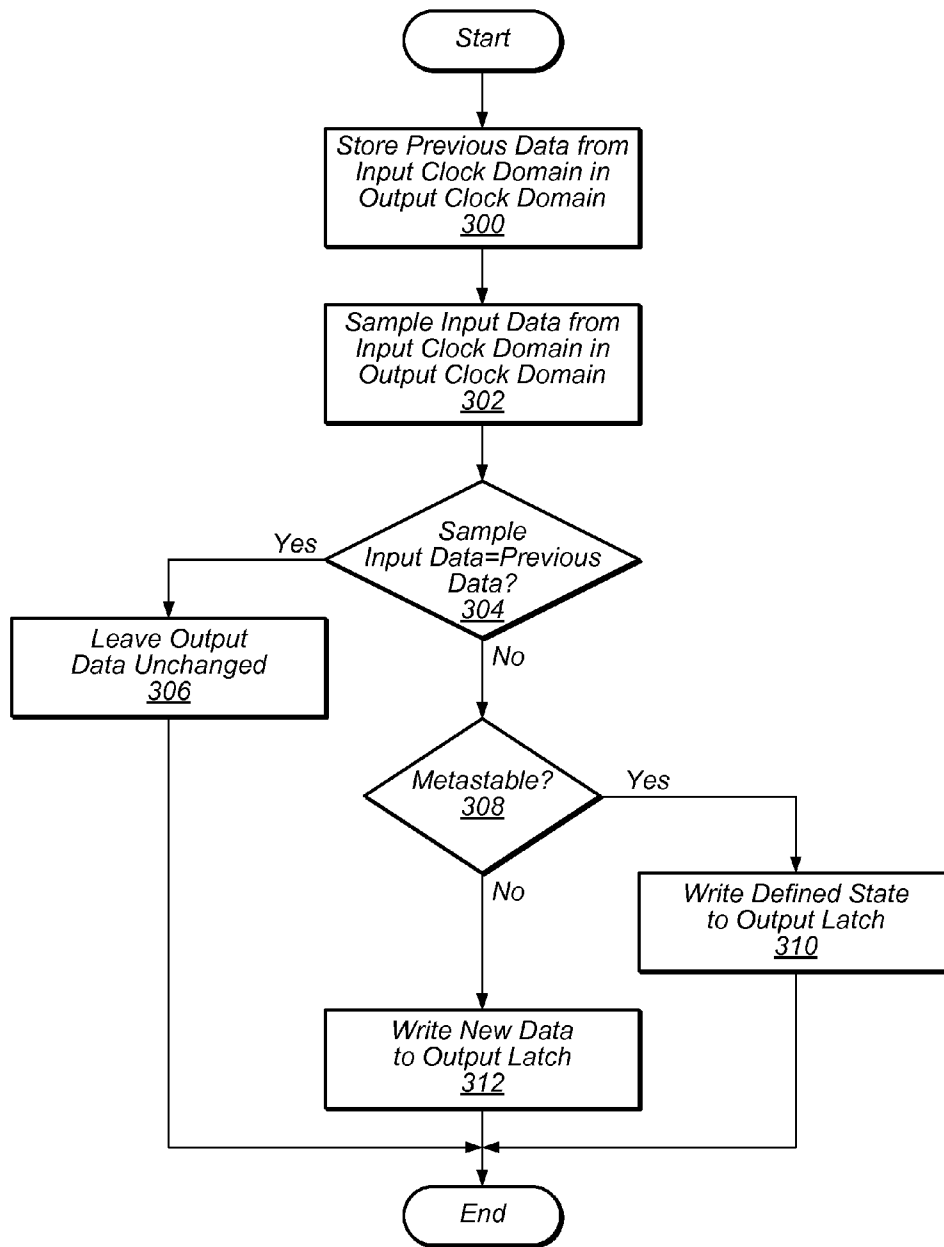 Start
Store Previous Data from
Input Clock Domain in
Output Clock Domain
300
Sample Input Data from
Input Clock Domain in
Output Clock Domain
302
Sample
Input Data=Previous
Data?
304
Yes
No
Leave Output
Data Unchanged
306
Metastable?
308
Yes
No
Write Defined State
to Output Latch
310
Write New Data
to Output Latch
312
End